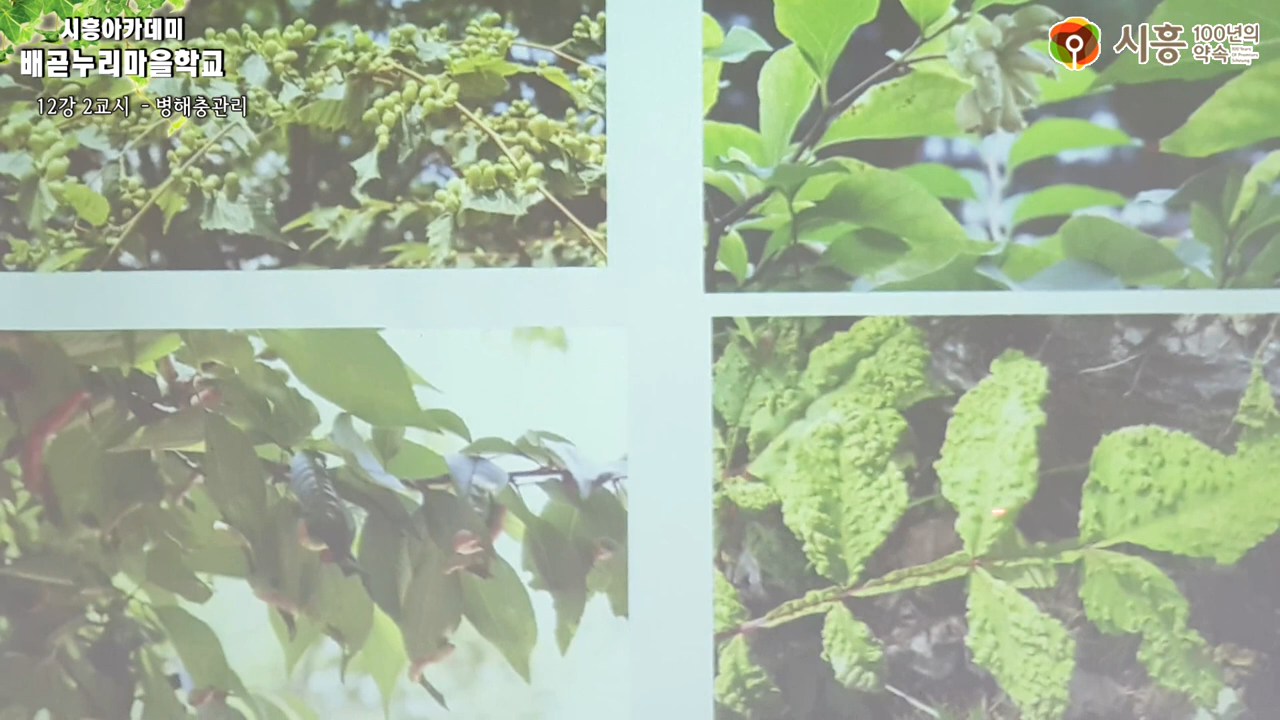 시흥아카데미
배곧누리마을학교
12강 2교시 - 병해충관리
시흥
100년의
약속